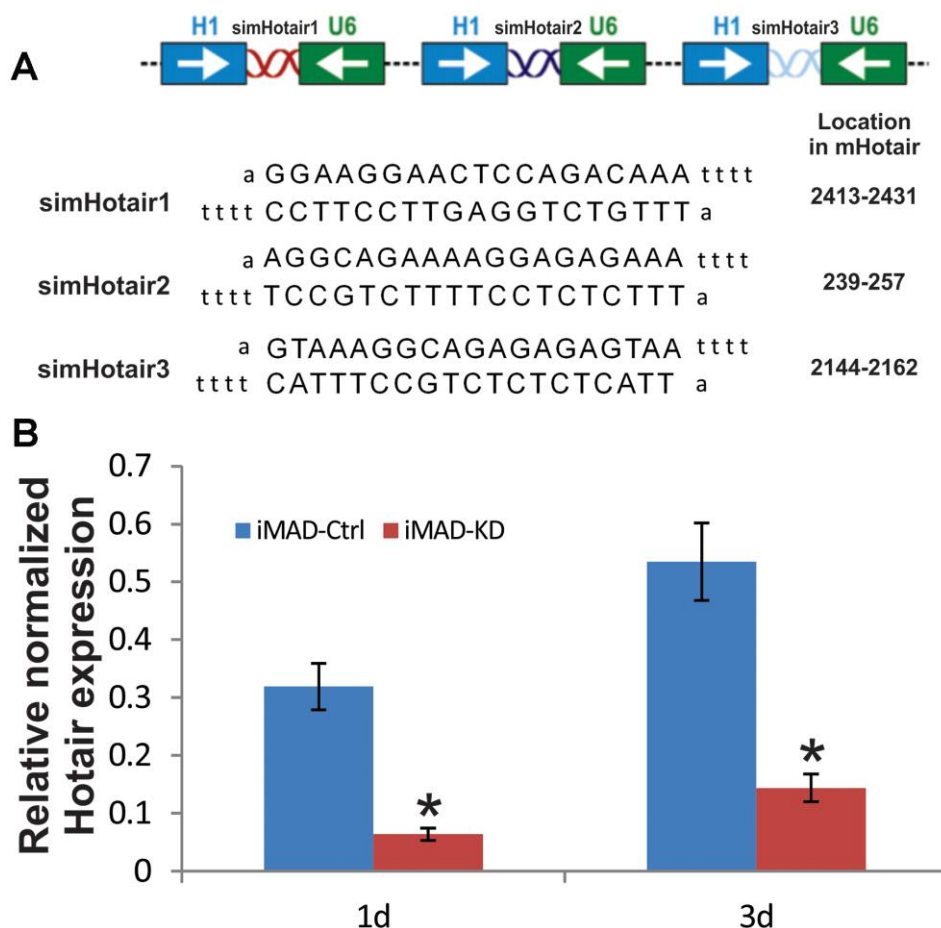 A
H1 simHotair1 U6 H1 simHotair2 U6 H1 simHotair3 U6
Location
in mHotair
simHotair1
a GGAAGGAACTCCAGACAAA tttt
tttt CCTTCCTTGAGGTCTGTTT a
2413-2431
simHotair2
a AGGCAGAAAAGGAGAGAAA tttt
tttt TCCGTCTTTTCCTCTCTTT a
239-257
simHotair3
a GTAAAGGCAGAGAGAGTAA tttt
tttt CATTTCCGTCTCTCTCATT a
2144-2162
B
Relative normalized
Hotair expression
0.7
0.6
0.5
0.4
0.3
0.2
0.1
0
iMAD-Ctrl iMAD-KD
*
*
1d 3d